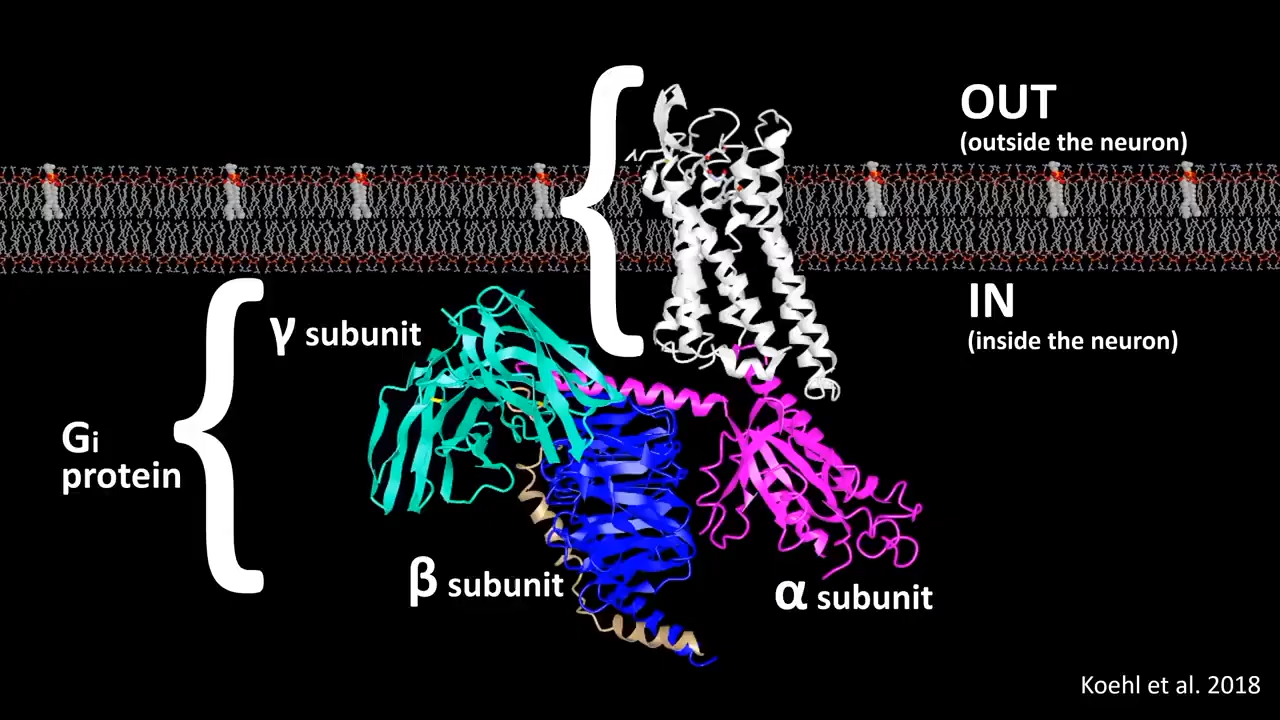 OUT
(outside the neuron)
IN
(inside the neuron)
γ subunit
Gi
protein
β subunit
α subunit
Koehl et al. 2018